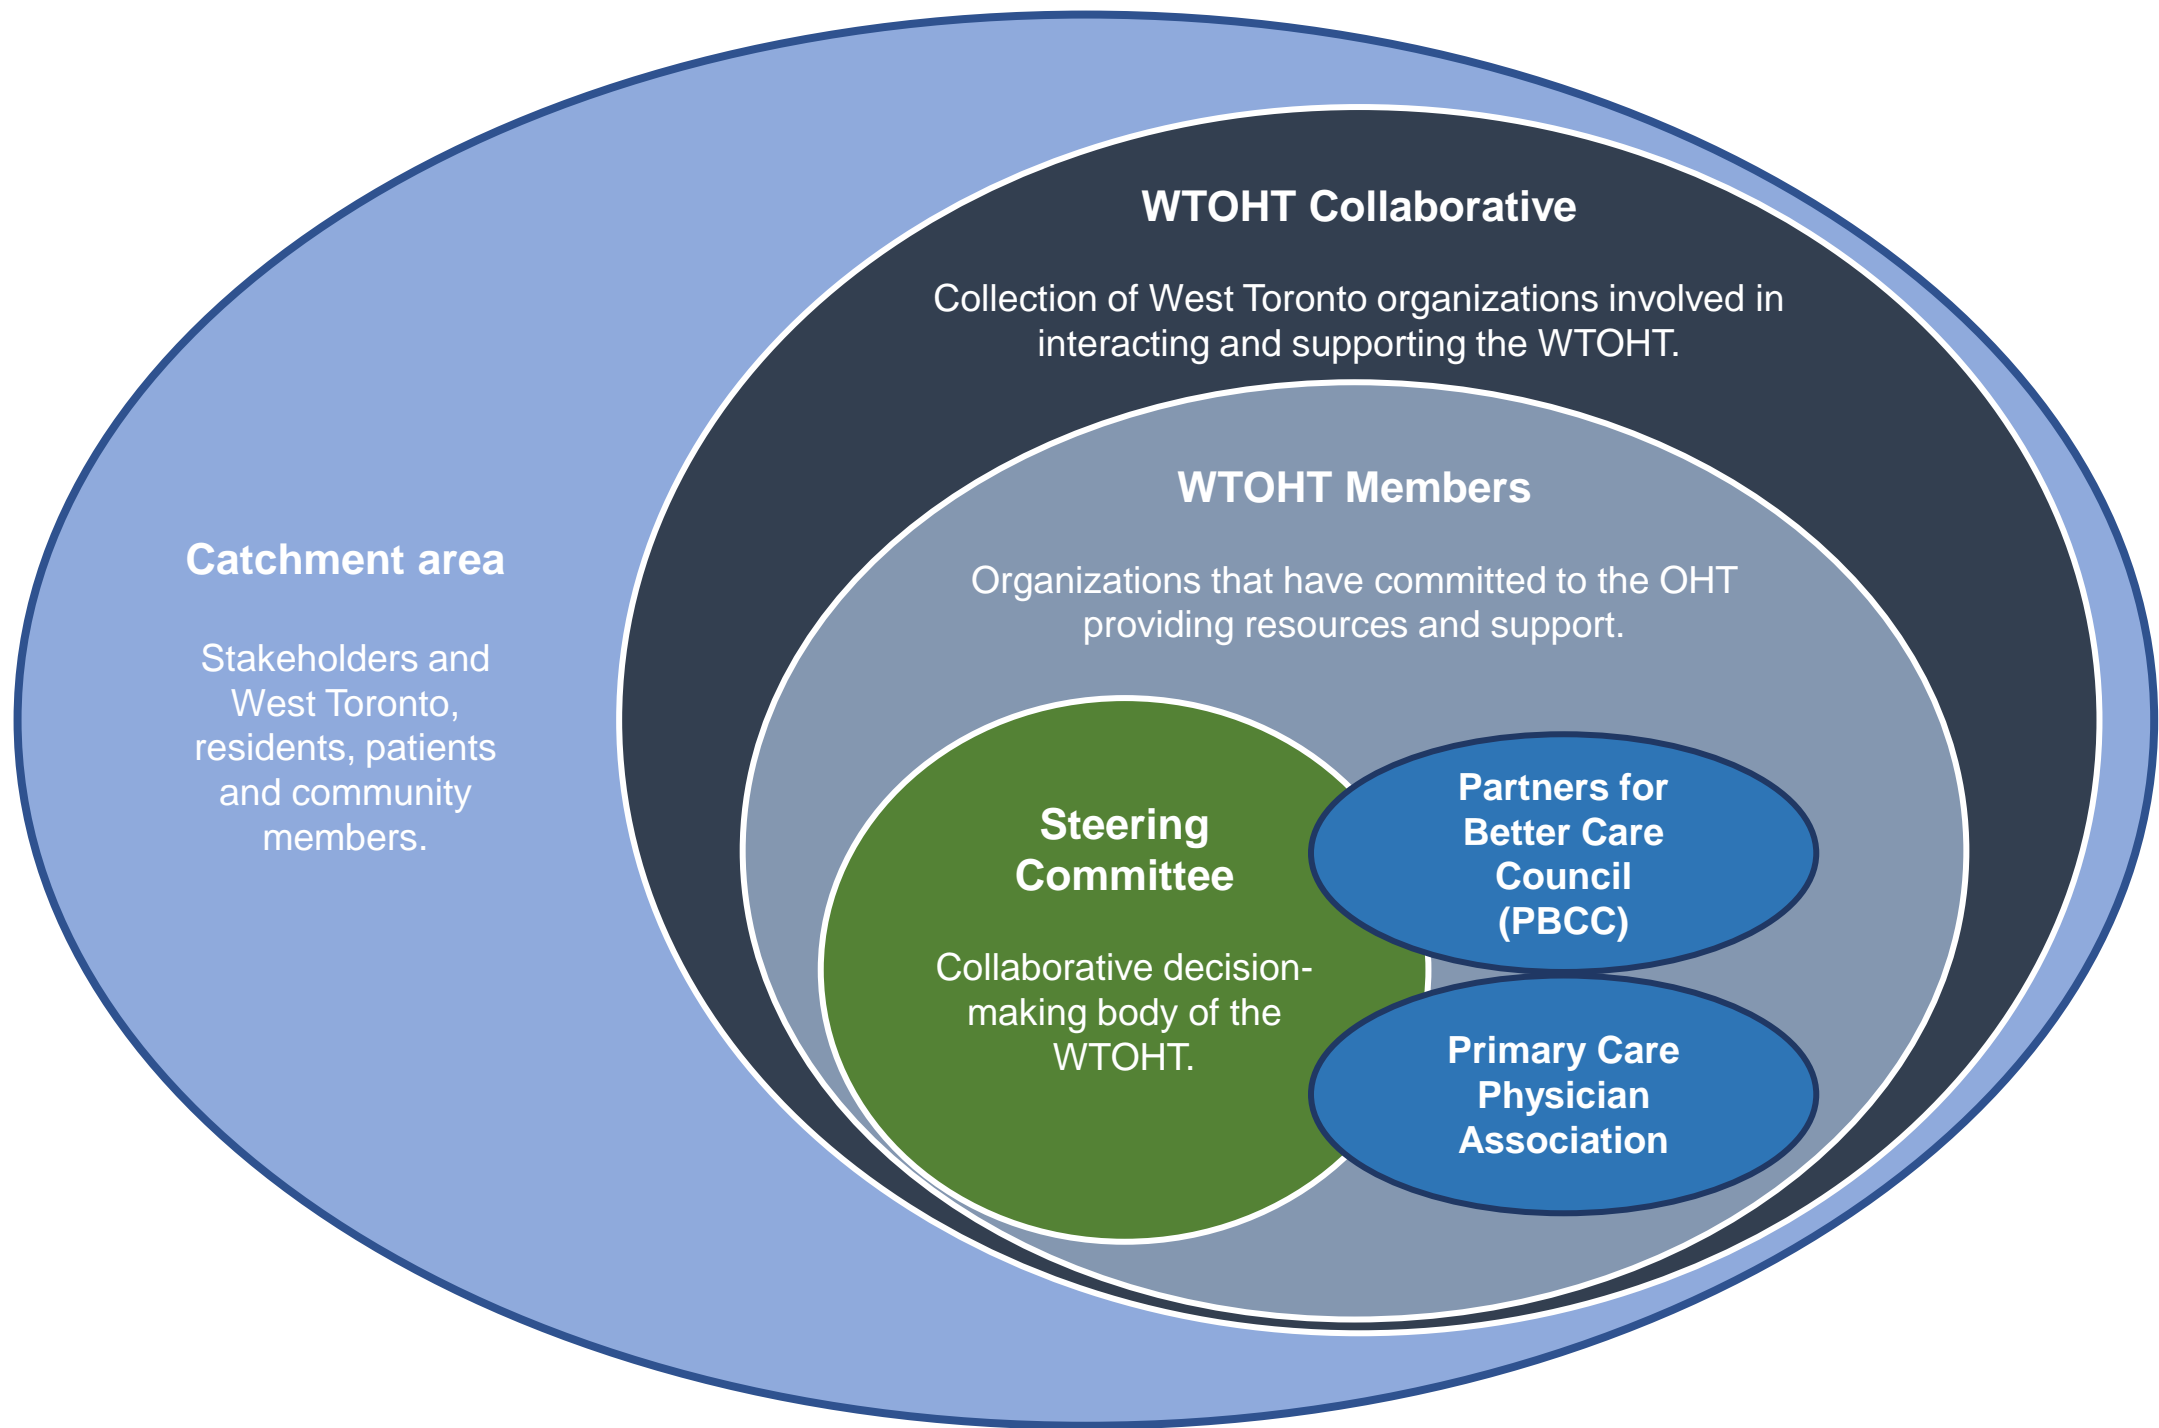 WTOHT Collaborative
Collection of West Toronto organizations involved in
interacting and supporting the WTOHT.
WTOHT Members
Organizations that have committed to the OHT
providing resources and support.
Catchment area
Stakeholders and
West Toronto,
residents, patients
and community
members.
Steering
Committee
Collaborative decision-
making body of the
WTOHT.
Partners for
Better Care
Council
(PBCC)
Primary Care
Physician
Association